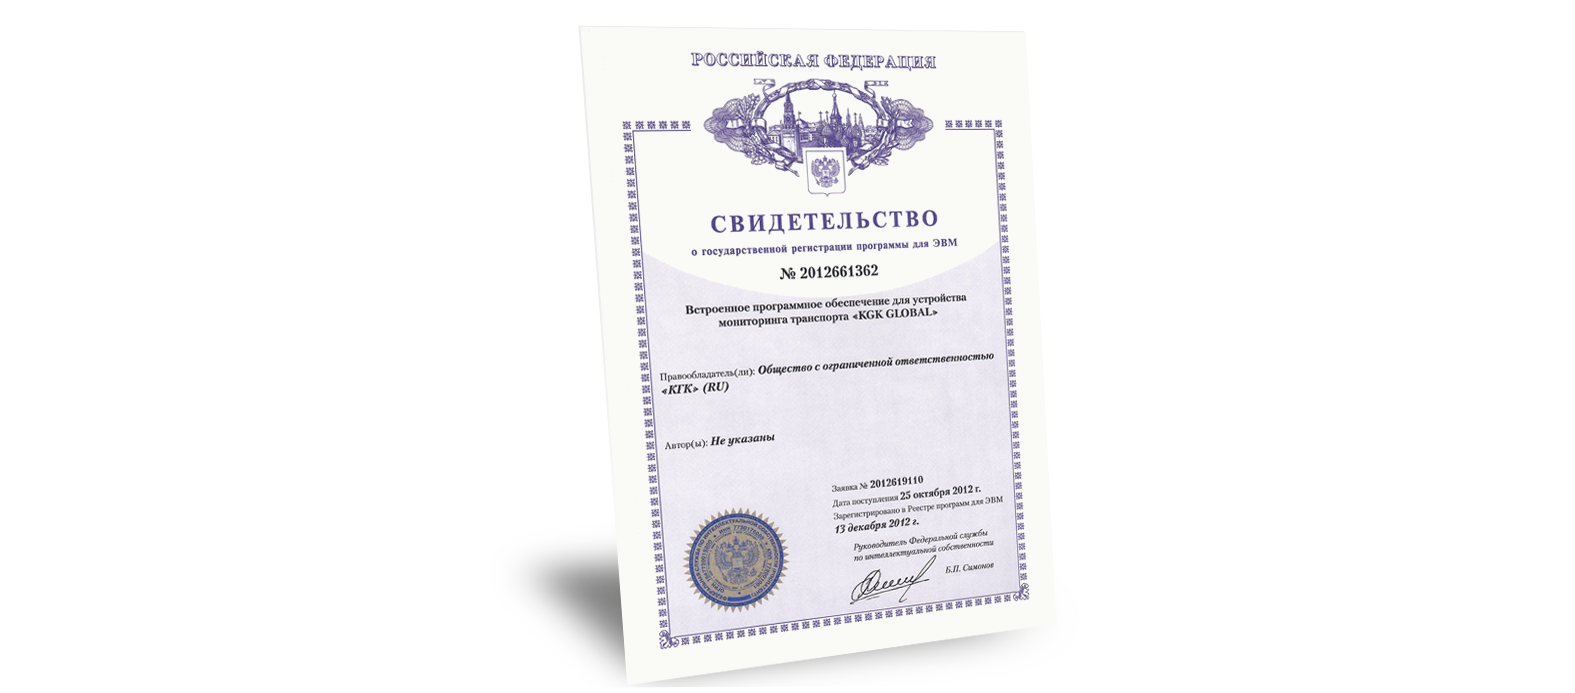 РОССИЙСКАЯ ФЕДЕРАЦИЯ
СВИДЕТЕЛЬСТВО
о государственной регистрации программы для ЭВМ
№ 2012661362
Встроенное программное обеспечение для устройства
мониторинга транспорта «KGK GLOBAL»
Правообладатель(ли): Общество с ограниченной ответственностью
«КГК» (RU)
Автор(ы): Не указаны
Заявка № 2012619110
Дата поступления 25 октября 2012 г.
Зарегистрировано в Реестре программ для ЭВМ
13 декабря 2012 г.
Руководитель Федеральной службы
по интеллектуальной собственности
Б.П. Симонов